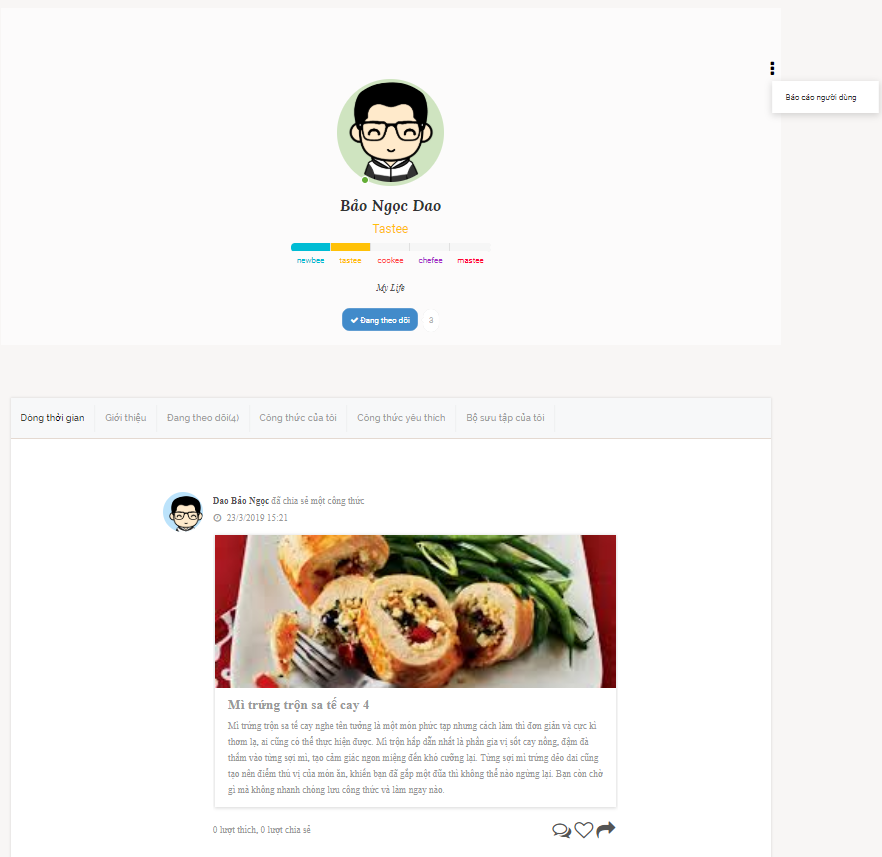 Báo cáo người dùng
Bảo Ngọc Dao
Tastee
newbee tastee cookee chefee mastee
My Life
Đang theo dõi 3
Dòng thời gian Giới thiệu Đang theo dõi(4) Công thức của tôi Công thức yêu thích Bộ sưu tập của tôi
Dao Bảo Ngọc đã chia sẻ một công thức
23/3/2019 15:21
Mì trứng trộn sa tế cay 4
Mì trứng trộn sa tế cay nghe tên tưởng là một món phức tạp nhưng cách làm thì đơn giản và cực kì
thơm lạ, ai cũng có thể thực hiện được. Mì trộn hấp dẫn nhất là phần gia vị sốt cay nồng, đậm đà
thấm vào từng sợi mì, tạo cảm giác ngon miệng đến khó cưỡng lại. Từng sợi mì trứng dẻo dai cũng
tạo nên điểm thú vị của món ăn, khiến bạn đã gắp một đũa thì không thể nào ngừng lại. Bạn còn chờ
gì mà không nhanh chóng lưu công thức và làm ngay nào.
0 lượt thích, 0 lượt chia sẻ